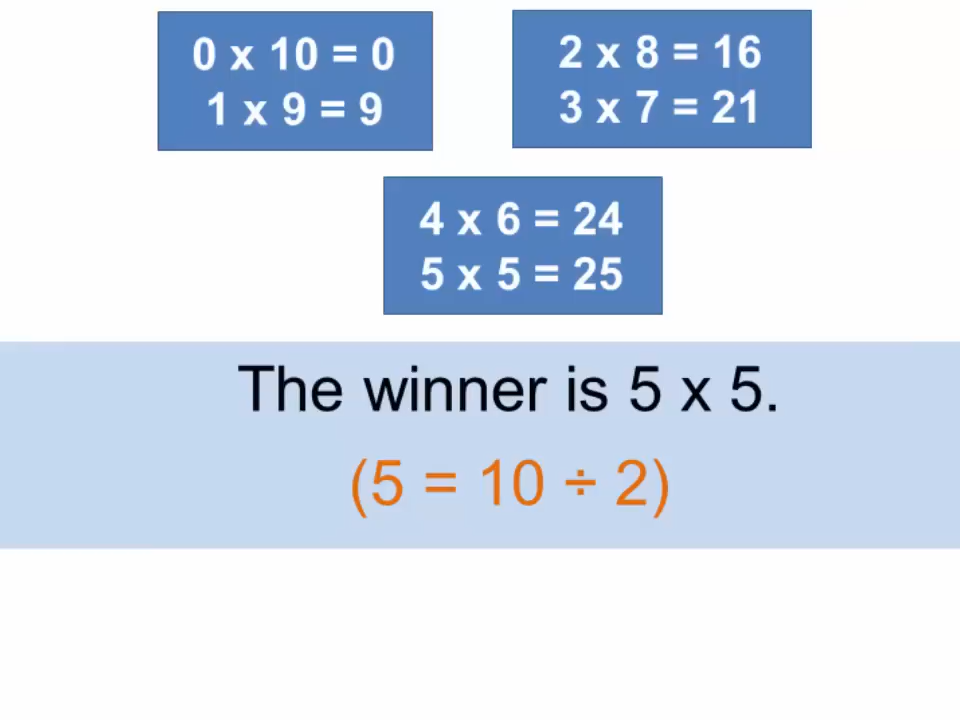 0 x 10 = 0
1 x 9 = 9
2 x 8 = 16
3 x 7 = 21
4 x 6 = 24
5 x 5 = 25
The winner is 5 x 5.
(5 = 10 ÷ 2)